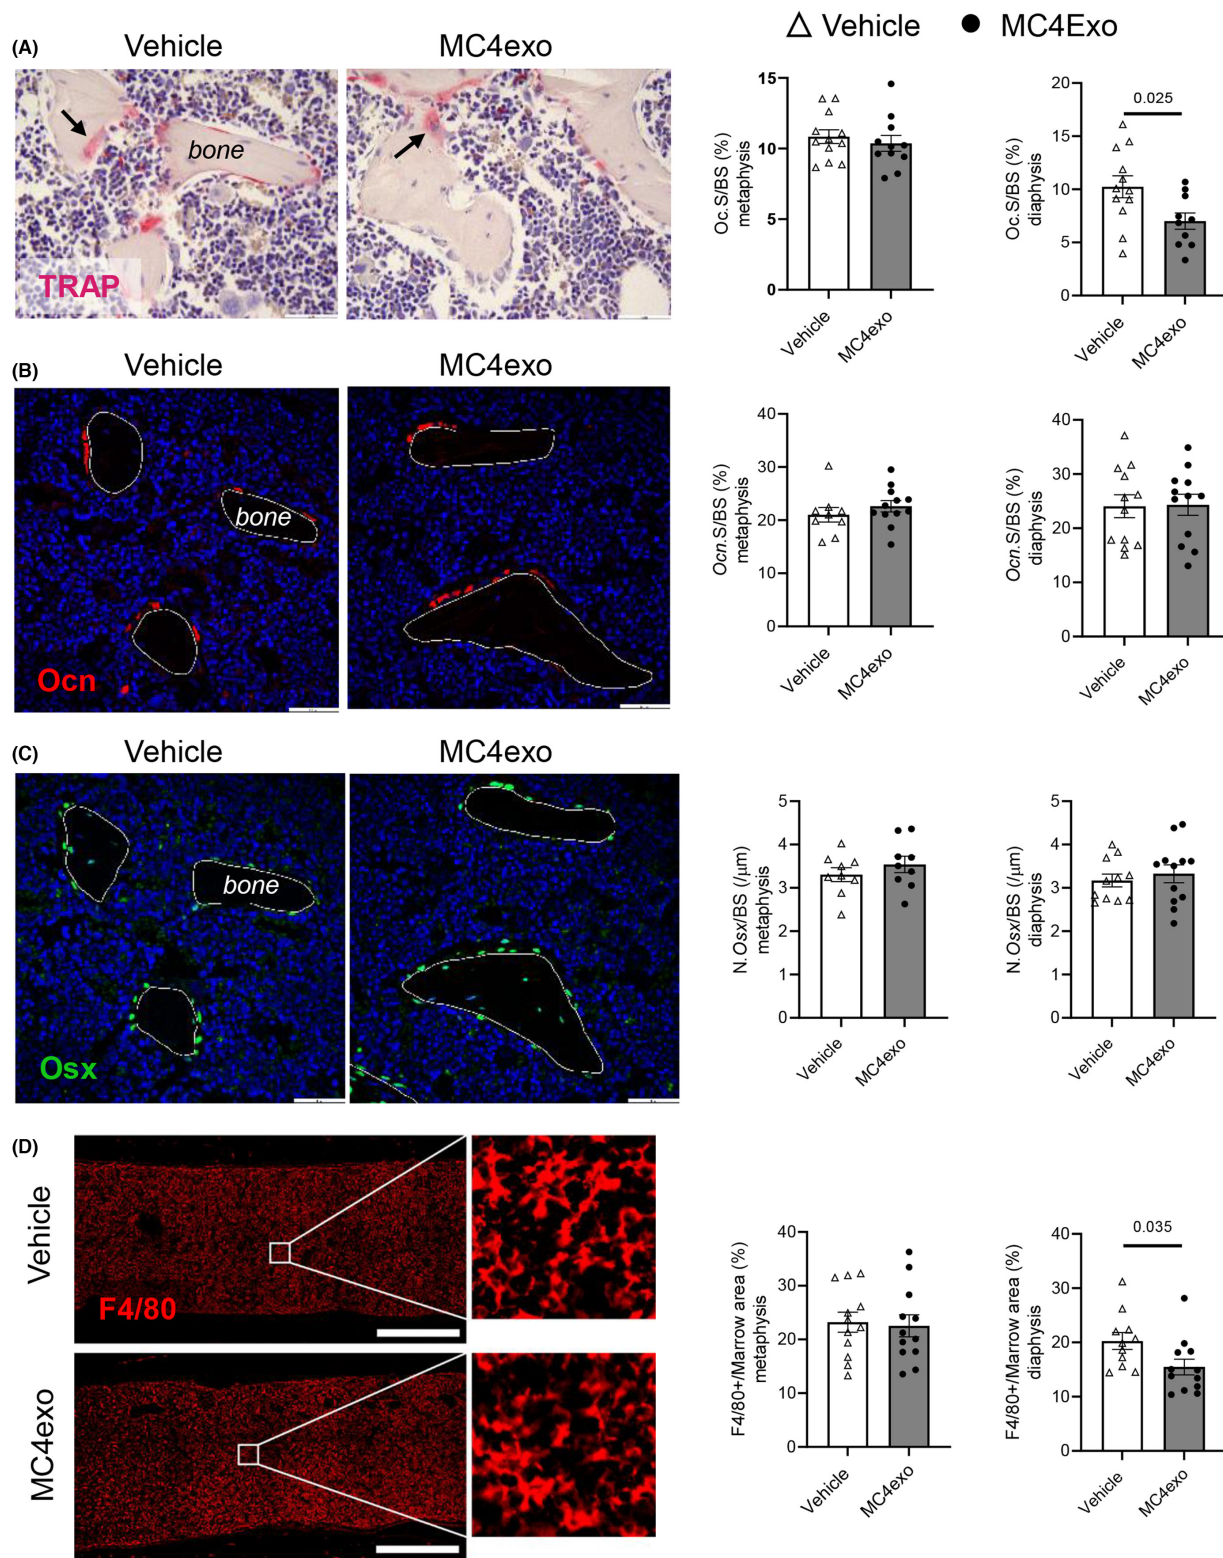 △ Vehicle ● MC4Exo
(A) Vehicle MC4exo
bone
TRAP
15
10
5
0
Oc.S/BS (%)
metaphysis
Vehicle MC4exo
20
15
10
5
0
Oc.S/BS (%)
diaphysis
0.025
Vehicle MC4exo
(B) Vehicle MC4exo
bone
Ocn
40
30
20
10
0
Ocn.S/BS (%)
metaphysis
Vehicle MC4exo
40
30
20
10
0
Ocn.S/BS (%)
diaphysis
Vehicle MC4exo
(C) Vehicle MC4exo
bone
Osx
5
4
3
2
1
0
N.Osx/BS (/μm)
metaphysis
Vehicle MC4exo
5
4
3
2
1
0
N.Osx/BS (/μm)
diaphysis
Vehicle MC4exo
(D)
Vehicle
F4/80
MC4exo
40
30
20
10
0
F4/80+/Marrow area (%)
metaphysis
Vehicle MC4exo
40
30
20
10
0
F4/80+/Marrow area (%)
diaphysis
0.035
Vehicle MC4exo